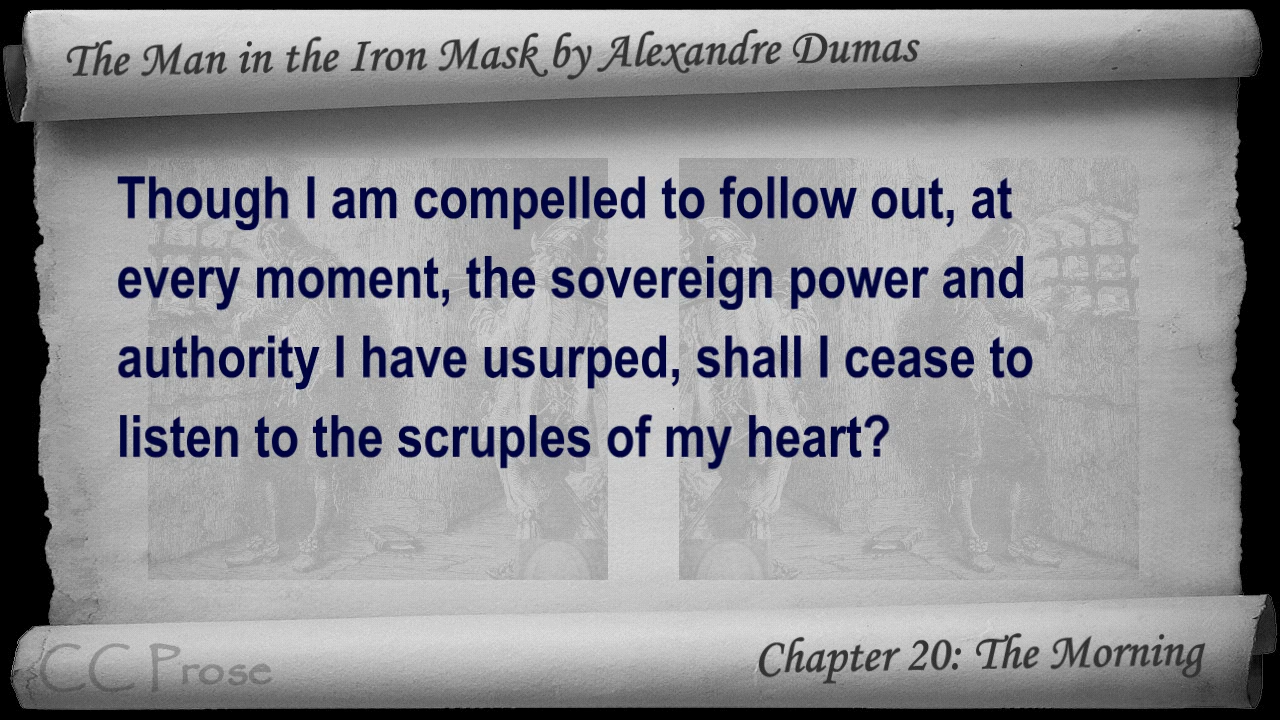 The Man in the Iron Mask by Alexandre Dumas
Though I am compelled to follow out, at
every moment, the sovereign power and
authority I have usurped, shall I cease to
listen to the scruples of my heart?
CC Prose
Chapter 20: The Morning